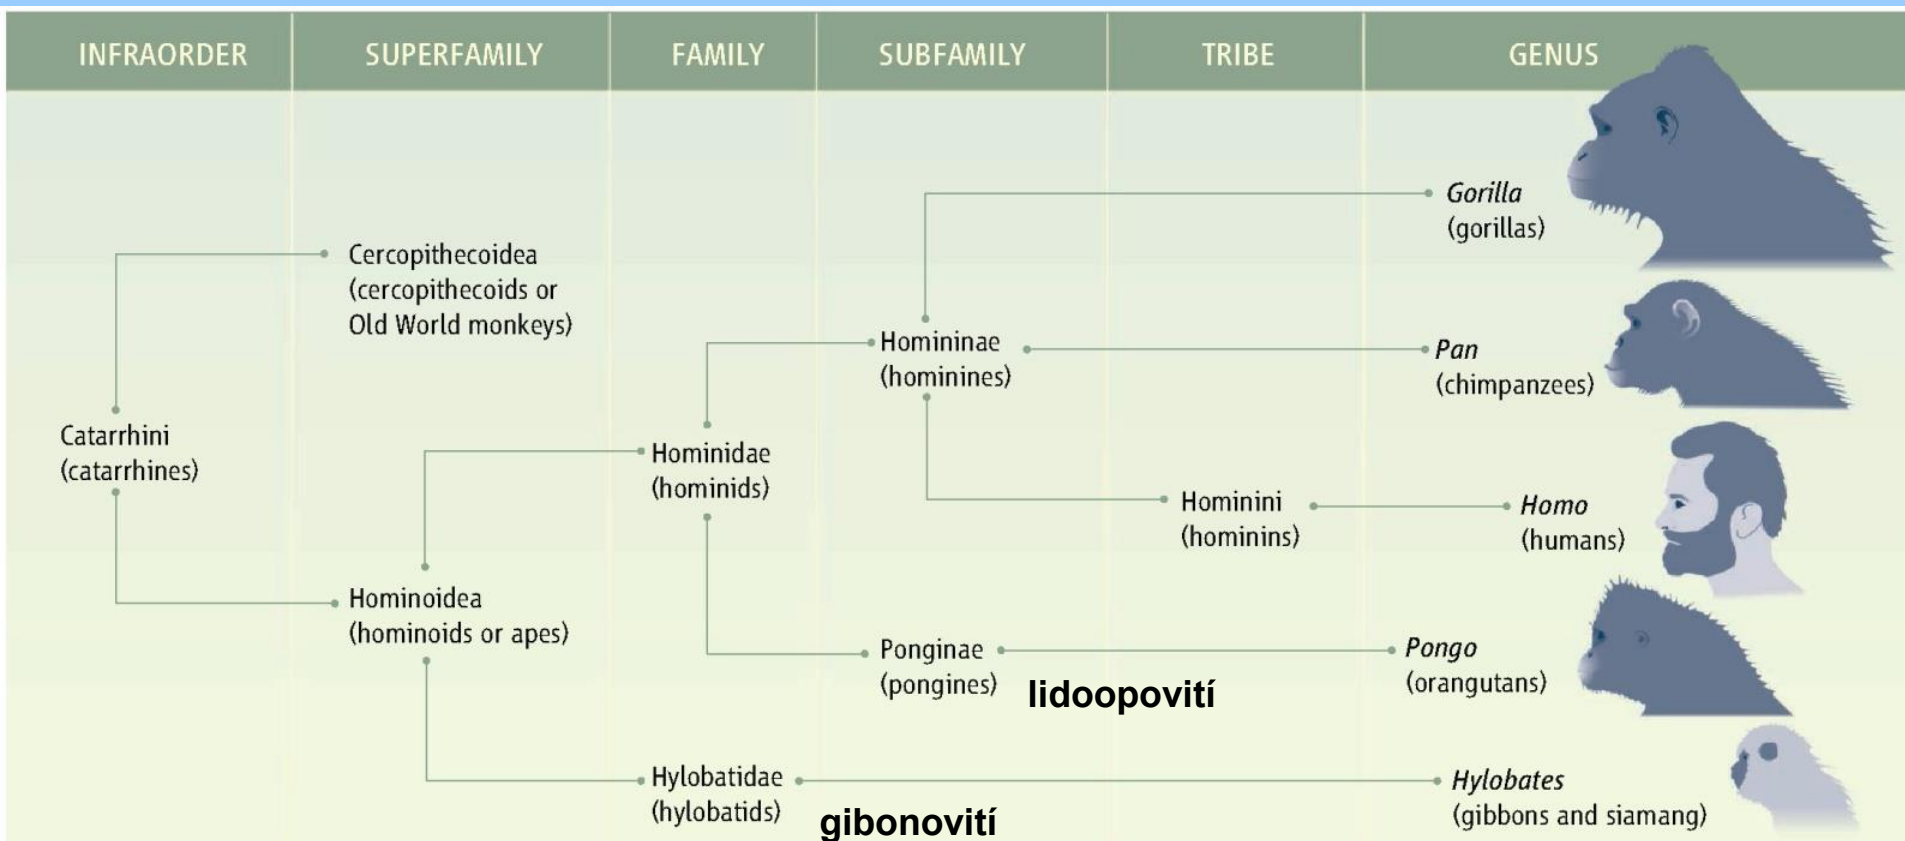 INFRAORDER
SUPERFAMILY
FAMILY
SUBFAMILY
TRIBE
GENUS
Gorilla
(gorillas)
Cercopithecoidea
(cercopithecoids or
Old World monkeys)
Homininae
(hominines)
Pan
(chimpanzees)
Catarrhini
(catarrhines)
Hominidae
(hominids)
Hominini
(hominins)
Homo
(humans)
Hominoidea
(hominoids or apes)
Ponginae
(pongines)
lidoopovití
Pongo
(orangutans)
Hylobatidae
(hylobatids)
gibonovití
Hylobates
(gibbons and siamang)